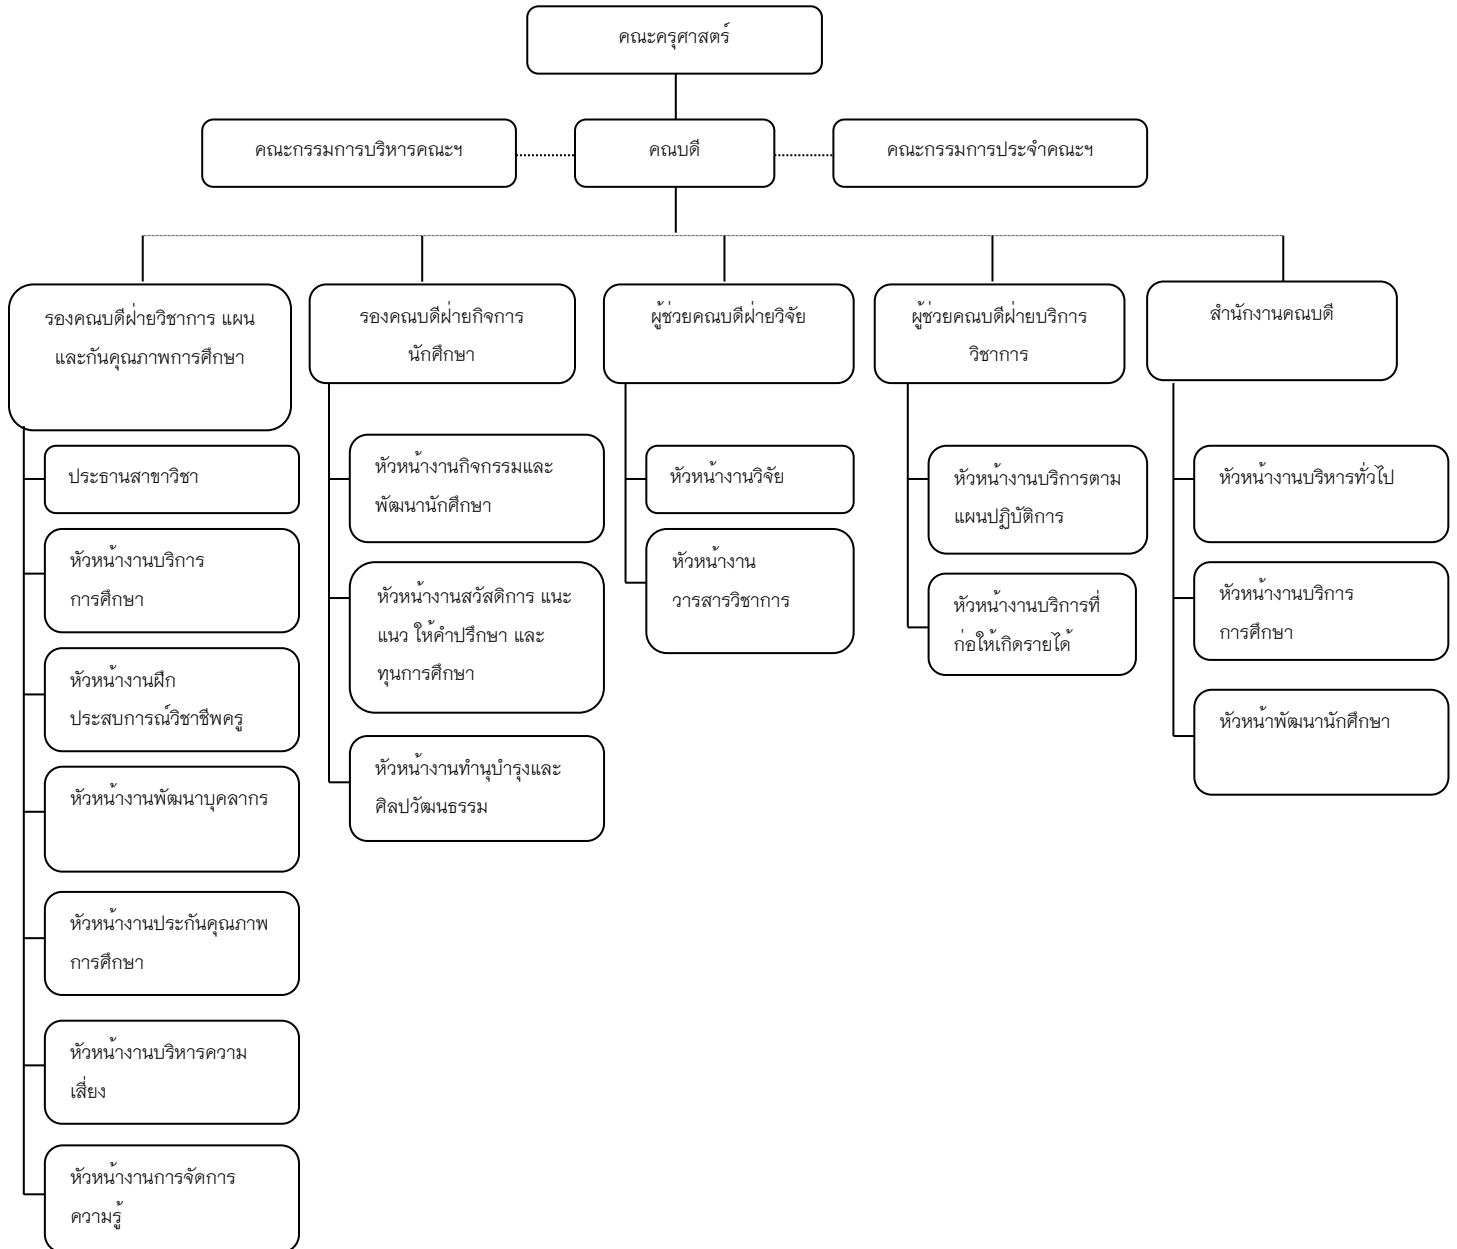 คณะครุศาสตร์
คณะกรรมการบริหารคณะฯ
คณบดี
คณะกรรมการประจำคณะฯ
รองคณบดีฝ่ายวิชาการ แผน
และกันคุณภาพการศึกษา
ประธานสาขาวิชา
หัวหน้างานบริการ
การศึกษา
หัวหน้างานฝึก
ประสบการณ์วิชาชีพครู
หัวหน้างานพัฒนาบุคลากร
หัวหน้างานประกันคุณภาพ
การศึกษา
หัวหน้างานบริหารความ
เสี่ยง
หัวหน้างานการจัดการ
ความรู้
รองคณบดีฝ่ายกิจการ
นักศึกษา
หัวหน้างานกิจกรรมและ
พัฒนานักศึกษา
หัวหน้างานสวัสดิการ แนะ
แนว ให้คำปรึกษา และ
ทุนการศึกษา
หัวหน้างานทำนุบำรุงและ
ศิลปวัฒนธรรม
ผู้ช่วยคณบดีฝ่ายวิจัย
หัวหน้างานวิจัย
หัวหน้างาน
วารสารวิชาการ
ผู้ช่วยคณบดีฝ่ายบริการ
วิชาการ
หัวหน้างานบริการตาม
แผนปฏิบัติการ
หัวหน้างานบริการที่
ก่อให้เกิดรายได้
สำนักงานคณบดี
หัวหน้างานบริหารทั่วไป
หัวหน้างานบริการ
การศึกษา
หัวหน้าพัฒนานักศึกษา